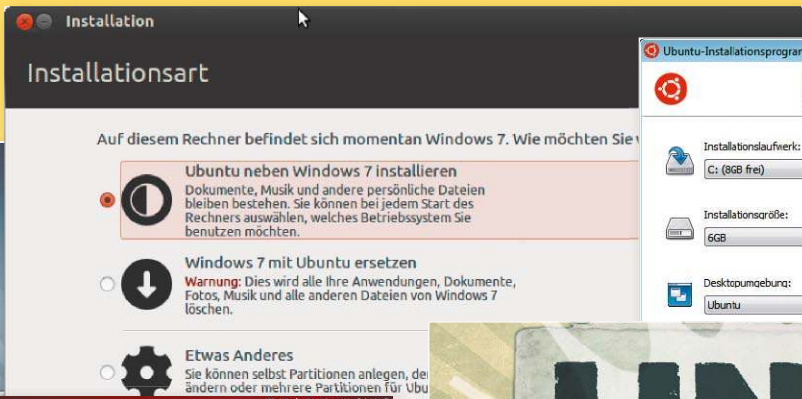 Installation
Installationsart
Auf diesem Rechner befindet sich momentan Windows 7. Wie möchten Sie
Ubuntu neben Windows 7 installieren
Dokumente, Musik und andere persönliche Dateien
bleiben bestehen. Sie können bei jedem Start des
Rechners auswählen, welches Betriebssystem Sie
benutzen möchten.
Windows 7 mit Ubuntu ersetzen
Warnung: Dies wird alle Ihre Anwendungen, Dokumente,
Fotos, Musik und alle anderen Dateien von Windows 7
löschen.
Etwas Anderes
Sie können selbst Partitionen anlegen, de
ändern oder mehrere Partitionen für Ubu
Ubuntu-Installationsprogram
Installationslaufwerk:
C: (8GB frei)
Installationsgröße:
6GB
Desktopumgebung:
Ubuntu